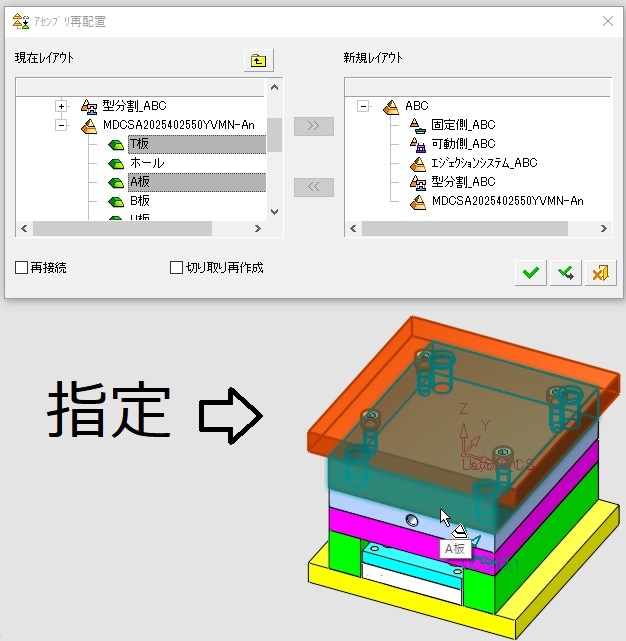 アセンブリ再配置
現在レイアウト
新規レイアウト
型分割_ABC
MDCSA2025402550YVMN-An
T板
ホール
A板
B板
U板
ABC
固定側_ABC
可動側_ABC
エジェクションシステム_ABC
型分割_ABC
MDCSA2025402550YVMN-An
>>
<<
再接続
切り取り再作成
指定
Z
Y
A板